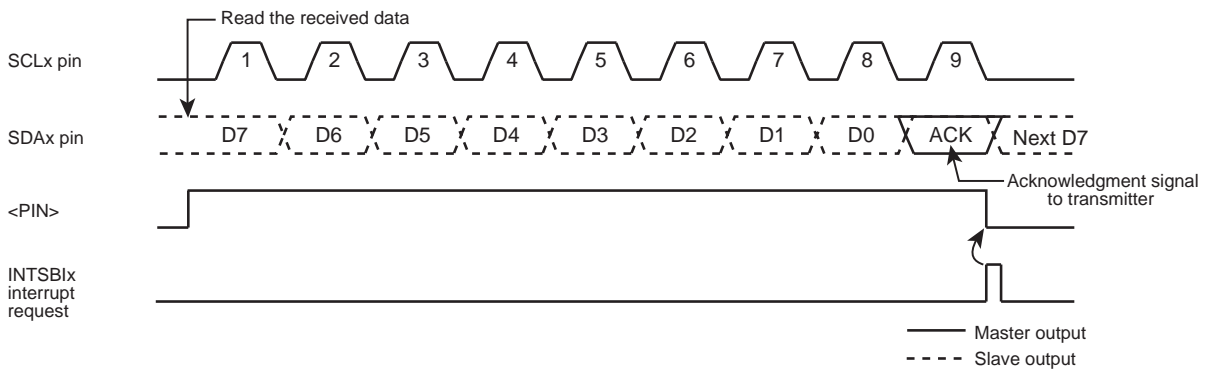 Read the received data
SCLx pin
1 2 3 4 5 6 7 8 9
SDAx pin
D7 D6 D5 D4 D3 D2 D1 D0 ACK Next D7
Acknowledgment signal
to transmitter
<PIN>
INTSBIx
interrupt
request
Master output
Slave output